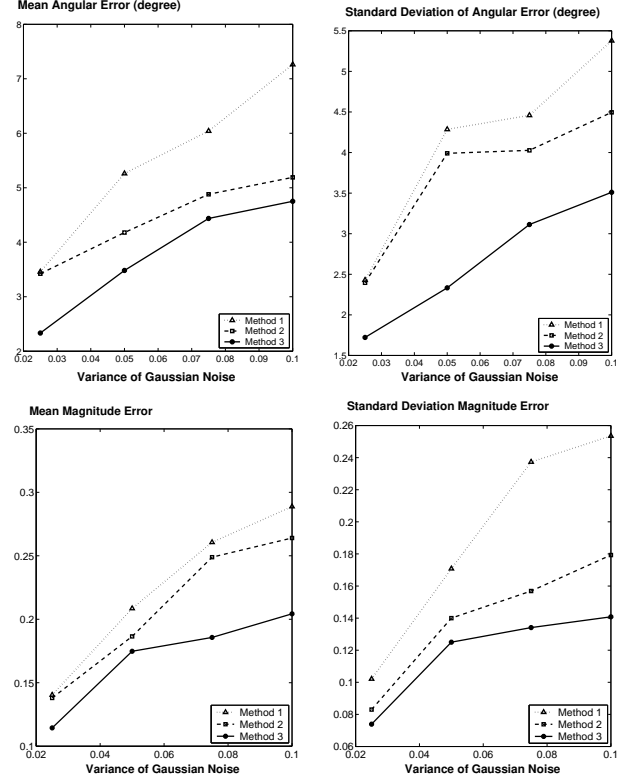 Mean Angular Error (degree)
8
7
6
5
4
3
2
0.02 0.03 0.04 0.05 0.06 0.07 0.08 0.09 0.1
Method 1
Method 2
Method 3
Variance of Gaussian Noise
Standard Deviation of Angular Error (degree)
5.5
5
4.5
4
3.5
3
2.5
2
1.5
0.02 0.03 0.04 0.05 0.06 0.07 0.08 0.09 0.1
Method 1
Method 2
Method 3
Variance of Gaussian Noise
Mean Magnitude Error
0.35
0.3
0.25
0.2
0.15
0.1
0.02 0.04 0.06 0.08 0.1
Method 1
Method 2
Method 3
Variance of Gaussian Noise
Standard Deviation Magnitude Error
0.26
0.24
0.22
0.2
0.18
0.16
0.14
0.12
0.1
0.08
0.06
0.02 0.04 0.06 0.08 0.1
Method 1
Method 2
Method 3
Variance of Gaussian Noise